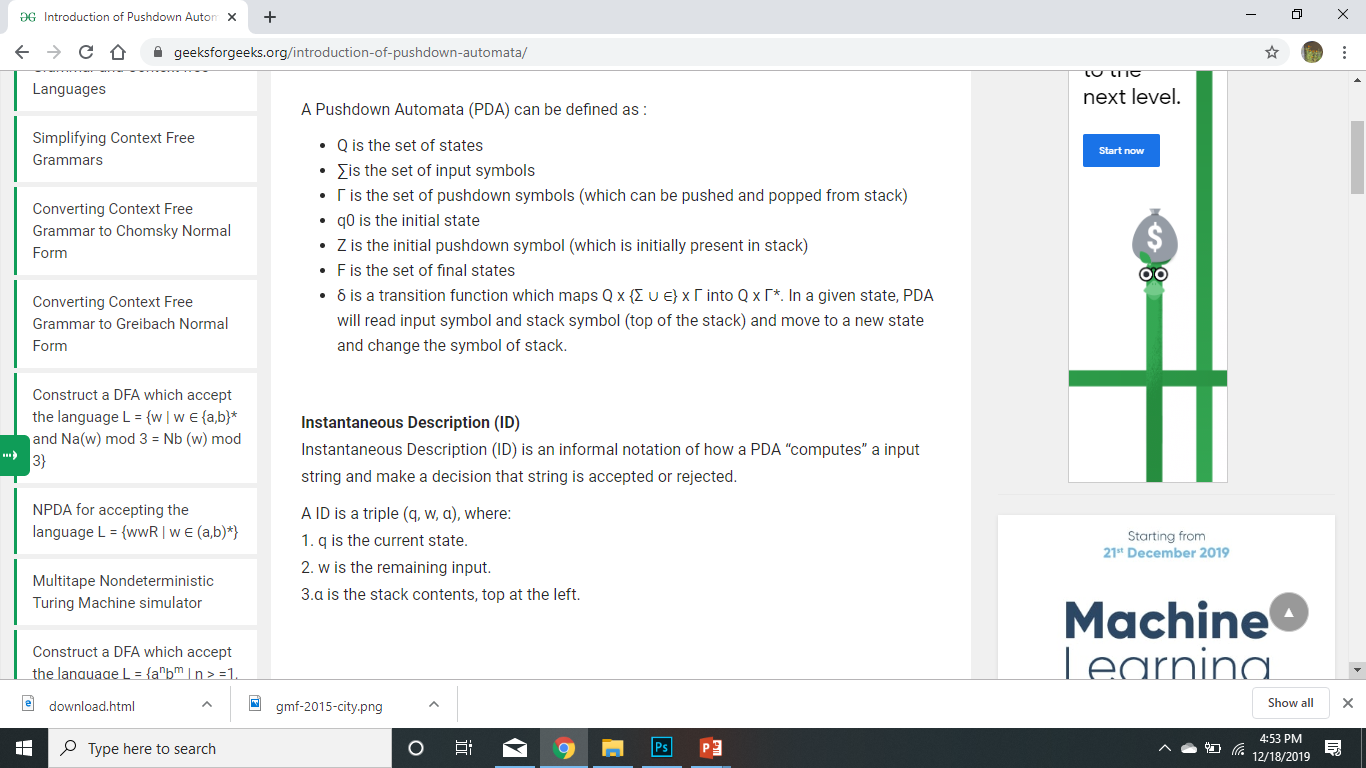 Introduction of Pushdown Autom
geeksforgeeks.org/introduction-of-pushdown-automata/
Languages
Simplifying Context Free
Grammars
Converting Context Free
Grammar to Chomsky Normal
Form
Converting Context Free
Grammar to Greibach Normal
Form
Construct a DFA which accept
the language L = {w | w ∈ {a,b}*
and Na(w) mod 3 = Nb (w) mod
3}
NPDA for accepting the
language L = {wwR | w ∈ (a,b)*}
Multitape Nondeterministic
Turing Machine simulator
Construct a DFA which accept
the language L = {aⁿbᵐ | n > =1,
A Pushdown Automata (PDA) can be defined as :
• Q is the set of states
• ∑is the set of input symbols
• Γ is the set of pushdown symbols (which can be pushed and popped from stack)
• q0 is the initial state
• Z is the initial pushdown symbol (which is initially present in stack)
• F is the set of final states
• δ is a transition function which maps Q x {Σ ∪ ∈} x Γ into Q x Γ*. In a given state, PDA
will read input symbol and stack symbol (top of the stack) and move to a new state
and change the symbol of stack.
Instantaneous Description (ID)
Instantaneous Description (ID) is an informal notation of how a PDA “computes” a input
string and make a decision that string is accepted or rejected.
A ID is a triple (q, w, α), where:
1. q is the current state.
2. w is the remaining input.
3.α is the stack contents, top at the left.
to the
next level.
Start now
$
Starting from
21st December 2019
Machine
Learning
download.html
gmf-2015-city.png
Show all
Type here to search
Ps
4:53 PM
12/18/2019